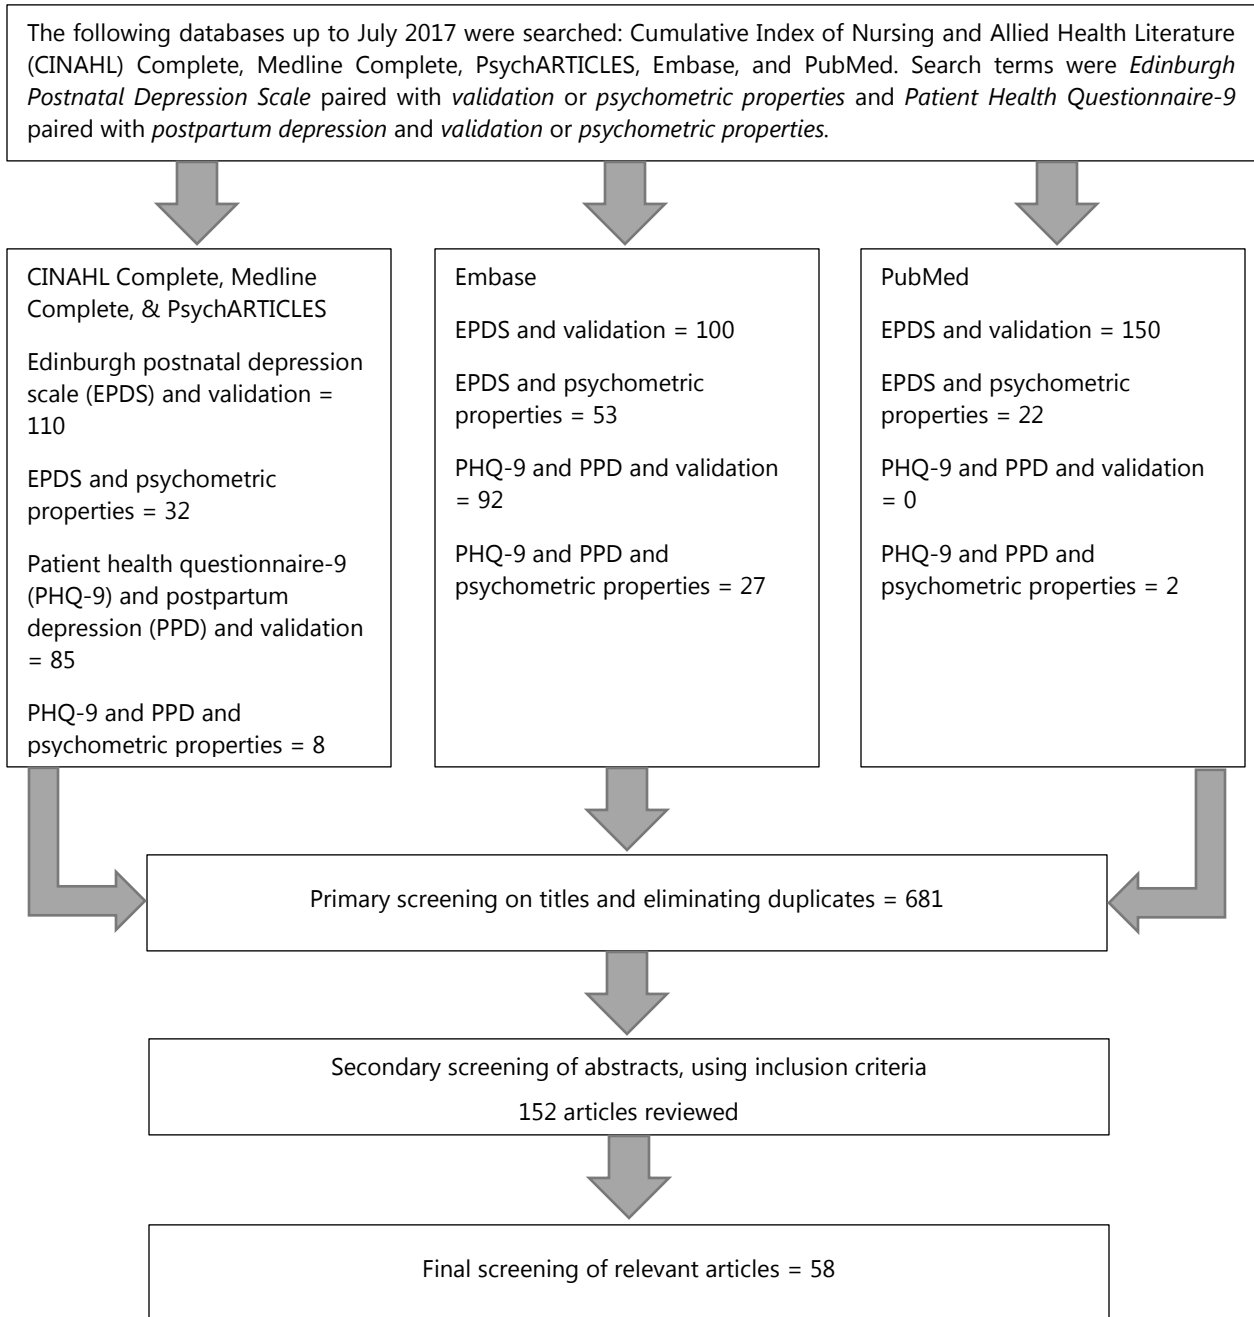 The following databases up to July 2017 were searched: Cumulative Index of Nursing and Allied Health Literature
(CINAHL) Complete, Medline Complete, PsychARTICLES, Embase, and PubMed. Search terms were Edinburgh
Postnatal Depression Scale paired with validation or psychometric properties and Patient Health Questionnaire-9
paired with postpartum depression and validation or psychometric properties.
CINAHL Complete, Medline
Complete, & PsychARTICLES
Edinburgh postnatal depression
scale (EPDS) and validation =
110
EPDS and psychometric
properties = 32
Patient health questionnaire-9
(PHQ-9) and postpartum
depression (PPD) and validation
= 85
PHQ-9 and PPD and
psychometric properties = 8
Embase
EPDS and validation = 100
EPDS and psychometric
properties = 53
PHQ-9 and PPD and validation
= 92
PHQ-9 and PPD and
psychometric properties = 27
PubMed
EPDS and validation = 150
EPDS and psychometric
properties = 22
PHQ-9 and PPD and validation
= 0
PHQ-9 and PPD and
psychometric properties = 2
Primary screening on titles and eliminating duplicates = 681
Secondary screening of abstracts, using inclusion criteria
152 articles reviewed
Final screening of relevant articles = 58